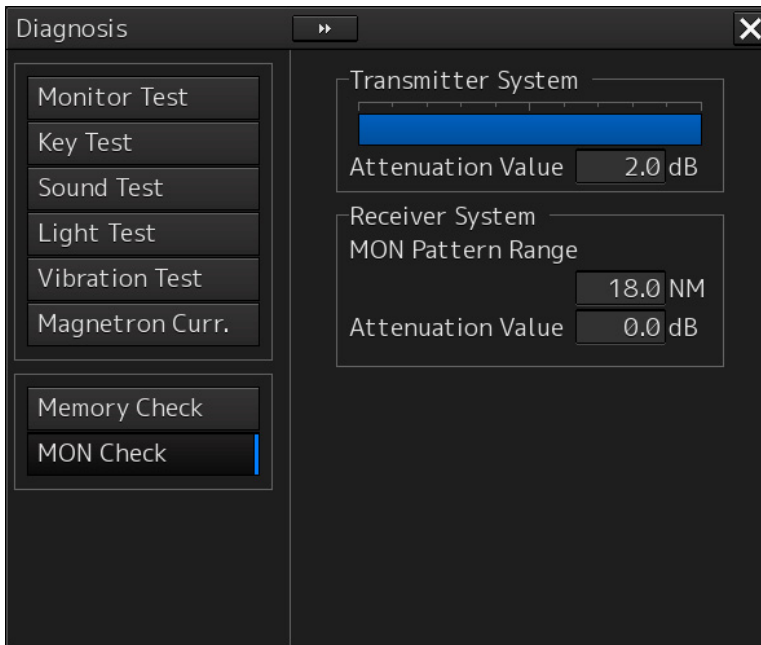 Diagnosis
Monitor Test
Key Test
Sound Test
Light Test
Vibration Test
Magnetron Curr.
Memory Check
MON Check
Transmitter System
Attenuation Value 2.0 dB
Receiver System
MON Pattern Range
18.0 NM
Attenuation Value 0.0 dB